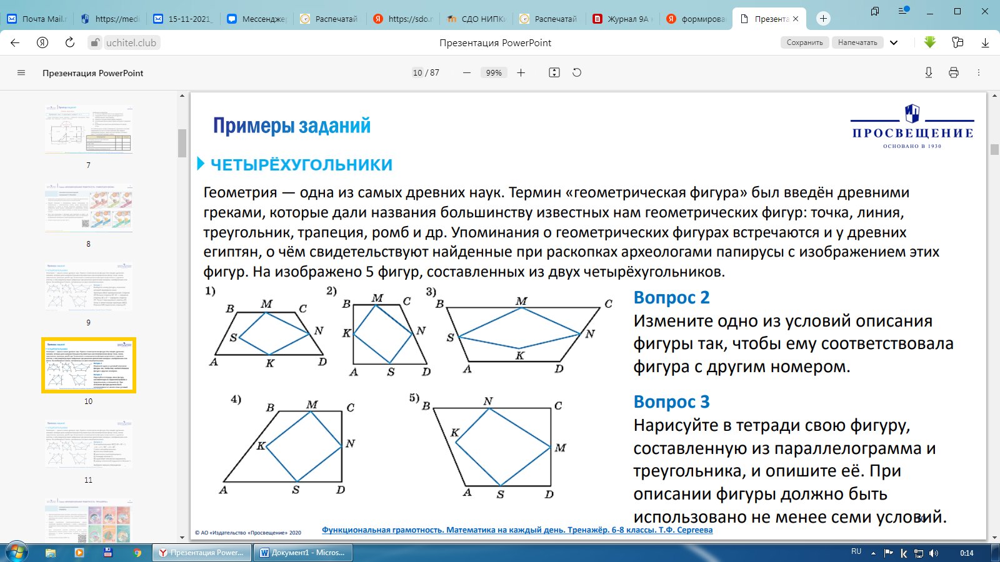 Почта Mail.r
https://medi
15-11-2021_
Мессенджер
Распечатай
https://sdo.n
СДО НИПК
Распечатай
Журнал 9А
формирова
Презента
uchitel.club
Презентация PowerPoint
Сохранить
Напечатать
Презентация PowerPoint
10 / 87
99%
7
8
9
10
11
Примеры заданий
ПРОСВЕЩЕНИЕ
ОСНОВАНО В 1930
ЧЕТЫРЁХУГОЛЬНИКИ
Геометрия — одна из самых древних наук. Термин «геометрическая фигура» был введён древними
греками, которые дали названия большинству известных нам геометрических фигур: точка, линия,
треугольник, трапеция, ромб и др. Упоминания о геометрических фигурах встречаются и у древних
египтян, о чём свидетельствуют найденные при раскопках археологами папирусы с изображением этих
фигур. На изображено 5 фигур, составленных из двух четырёхугольников.
1)
B M C
S N
A K D
2)
B M C
K N
A S D
3)
B M C
S N
K
A D
4)
B M C
K N
A S D
5)
B N C
K
M
A S D
Вопрос 2
Измените одно из условий описания
фигуры так, чтобы ему соответствовала
фигура с другим номером.
Вопрос 3
Нарисуйте в тетради свою фигуру,
составленную из параллелограмма и
треугольника, и опишите её. При
описании фигуры должно быть
использовано не менее семи условий.
© АО «Издательство «Просвещение» 2020
Функциональная грамотность. Математика на каждый день. Тренажёр. 6-8 классы. Т.Ф. Сергеева
Презентация Power...
Документ1 - Micros...
RU
0:14